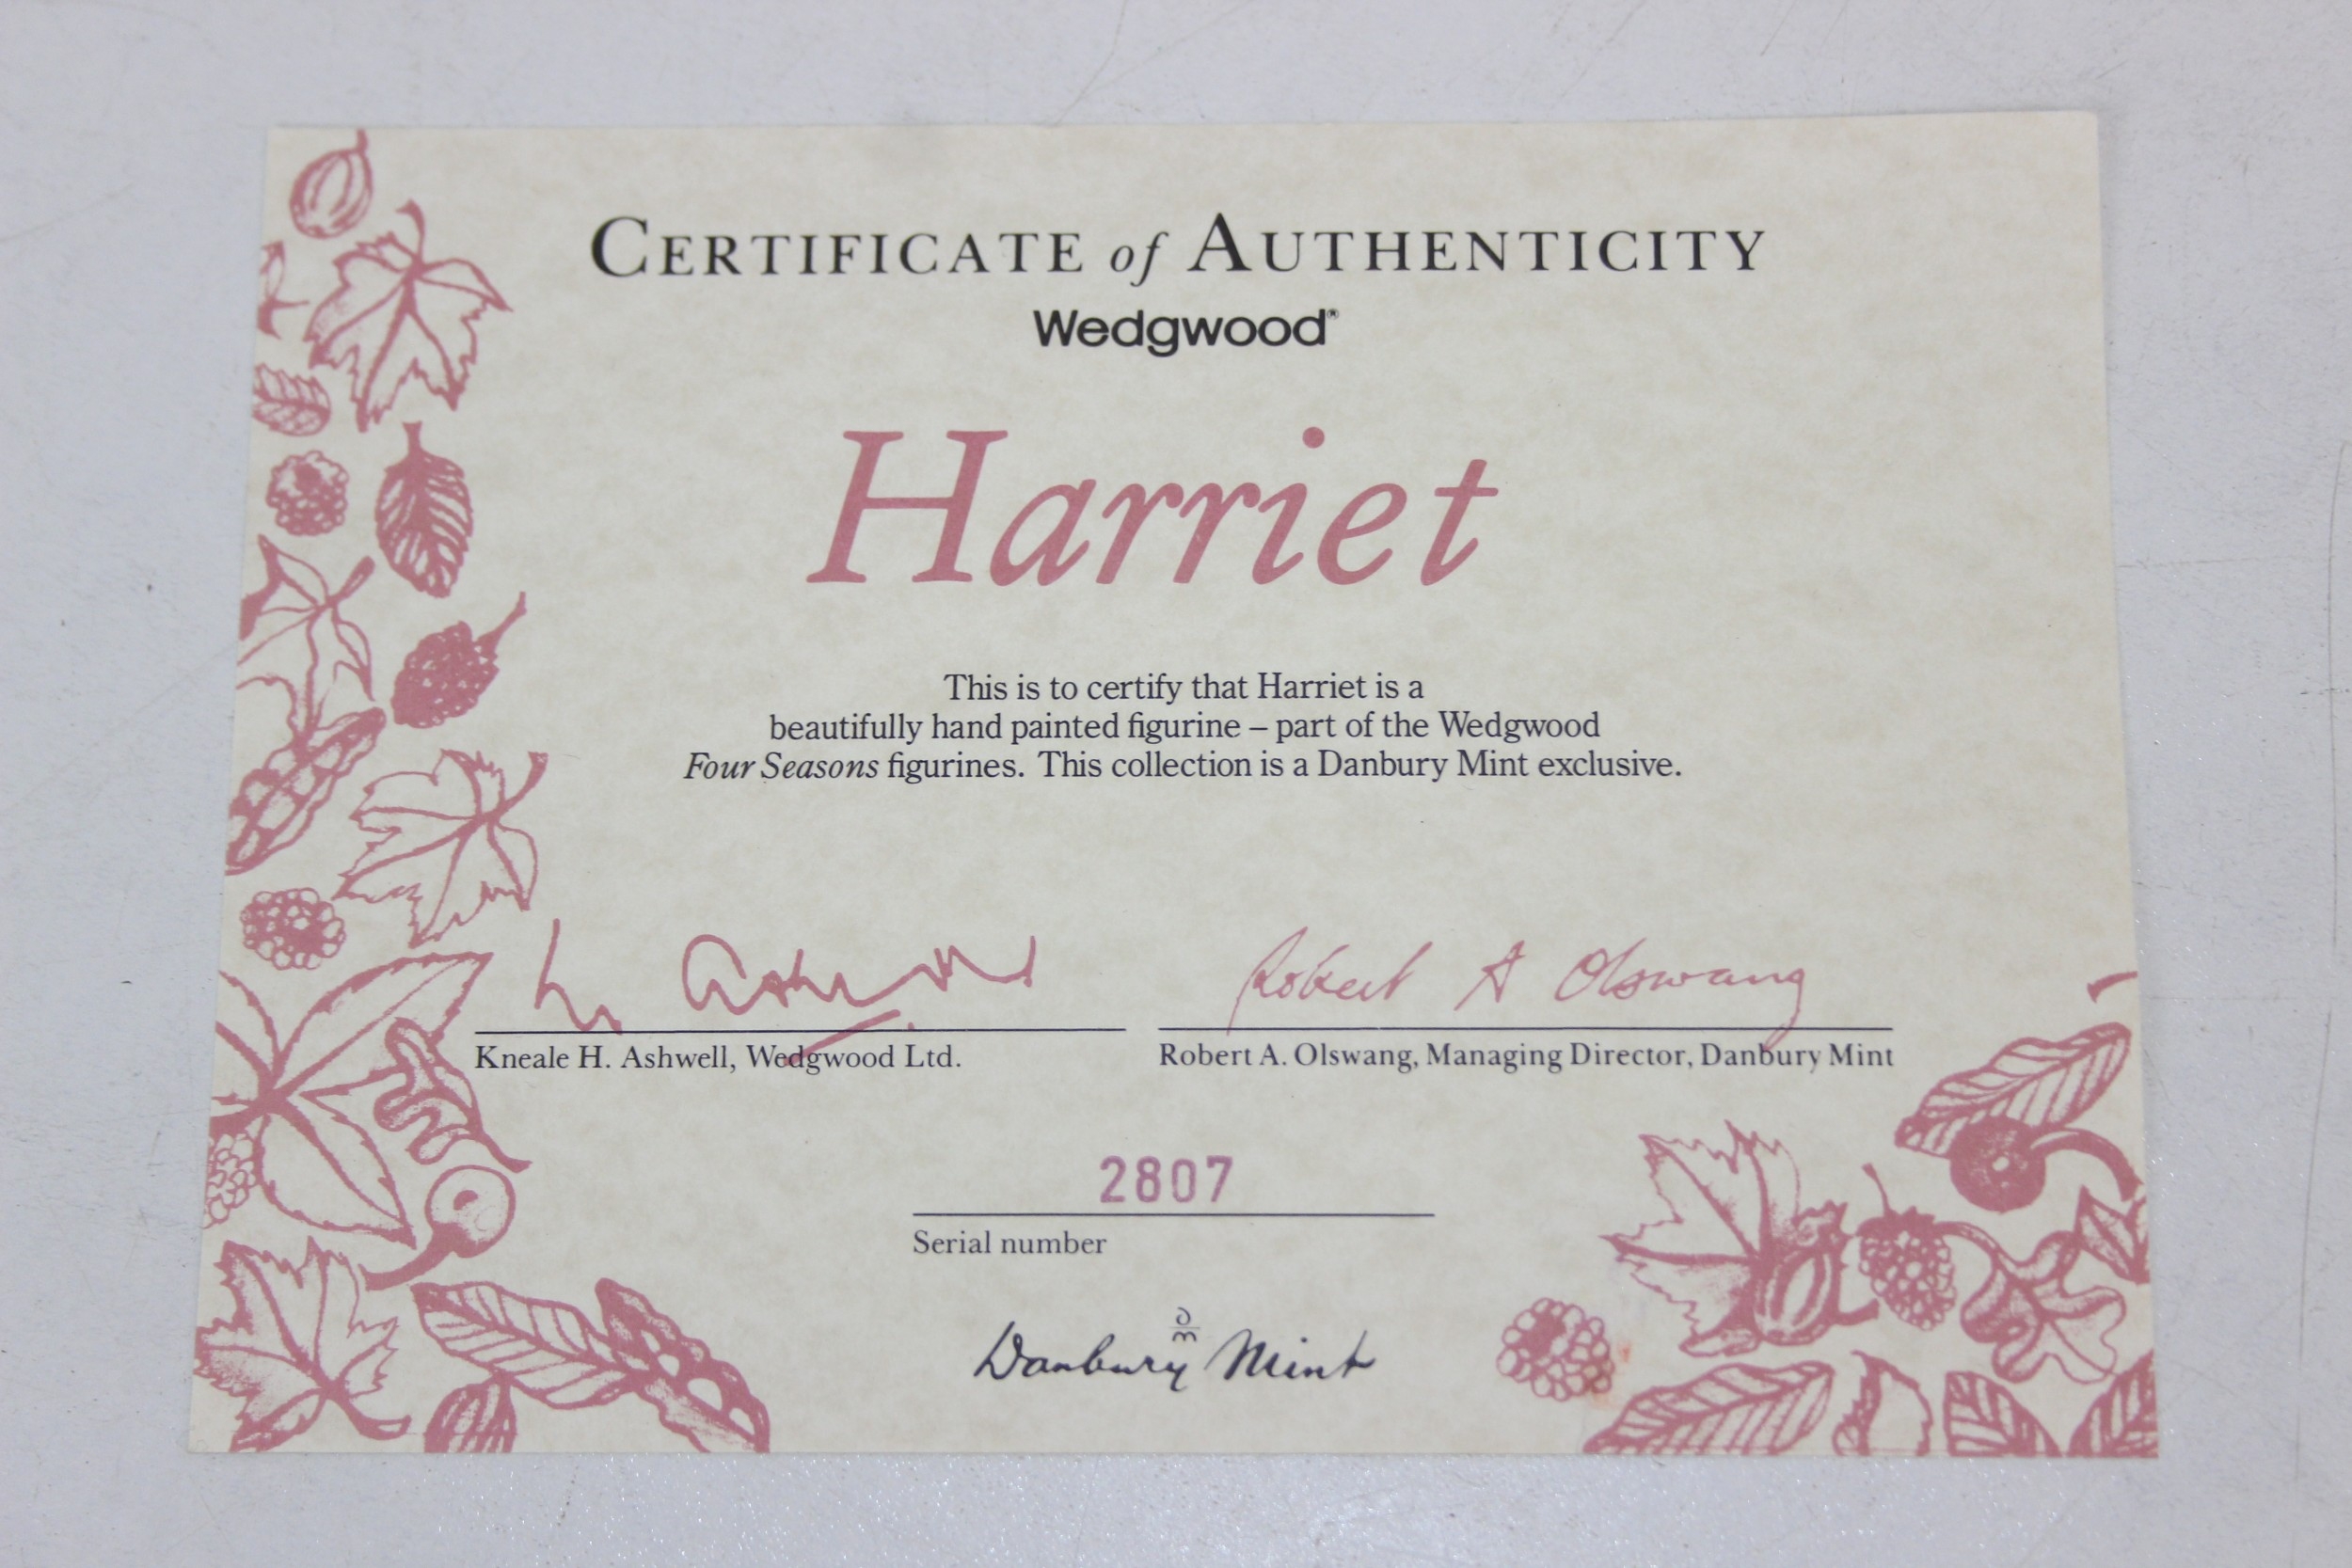 CERTIFICATE of AUTHENTICITY
Wedgwood®
Harriet
This is to certify that Harriet is a
beautifully hand painted figurine – part of the Wedgwood
Four Seasons figurines. This collection is a Danbury Mint exclusive.
Robert A Olswang
Kneale H. Ashwell, Wedgwood Ltd.
Robert A. Olswang, Managing Director, Danbury Mint
2807
Serial number
Danbury Mint